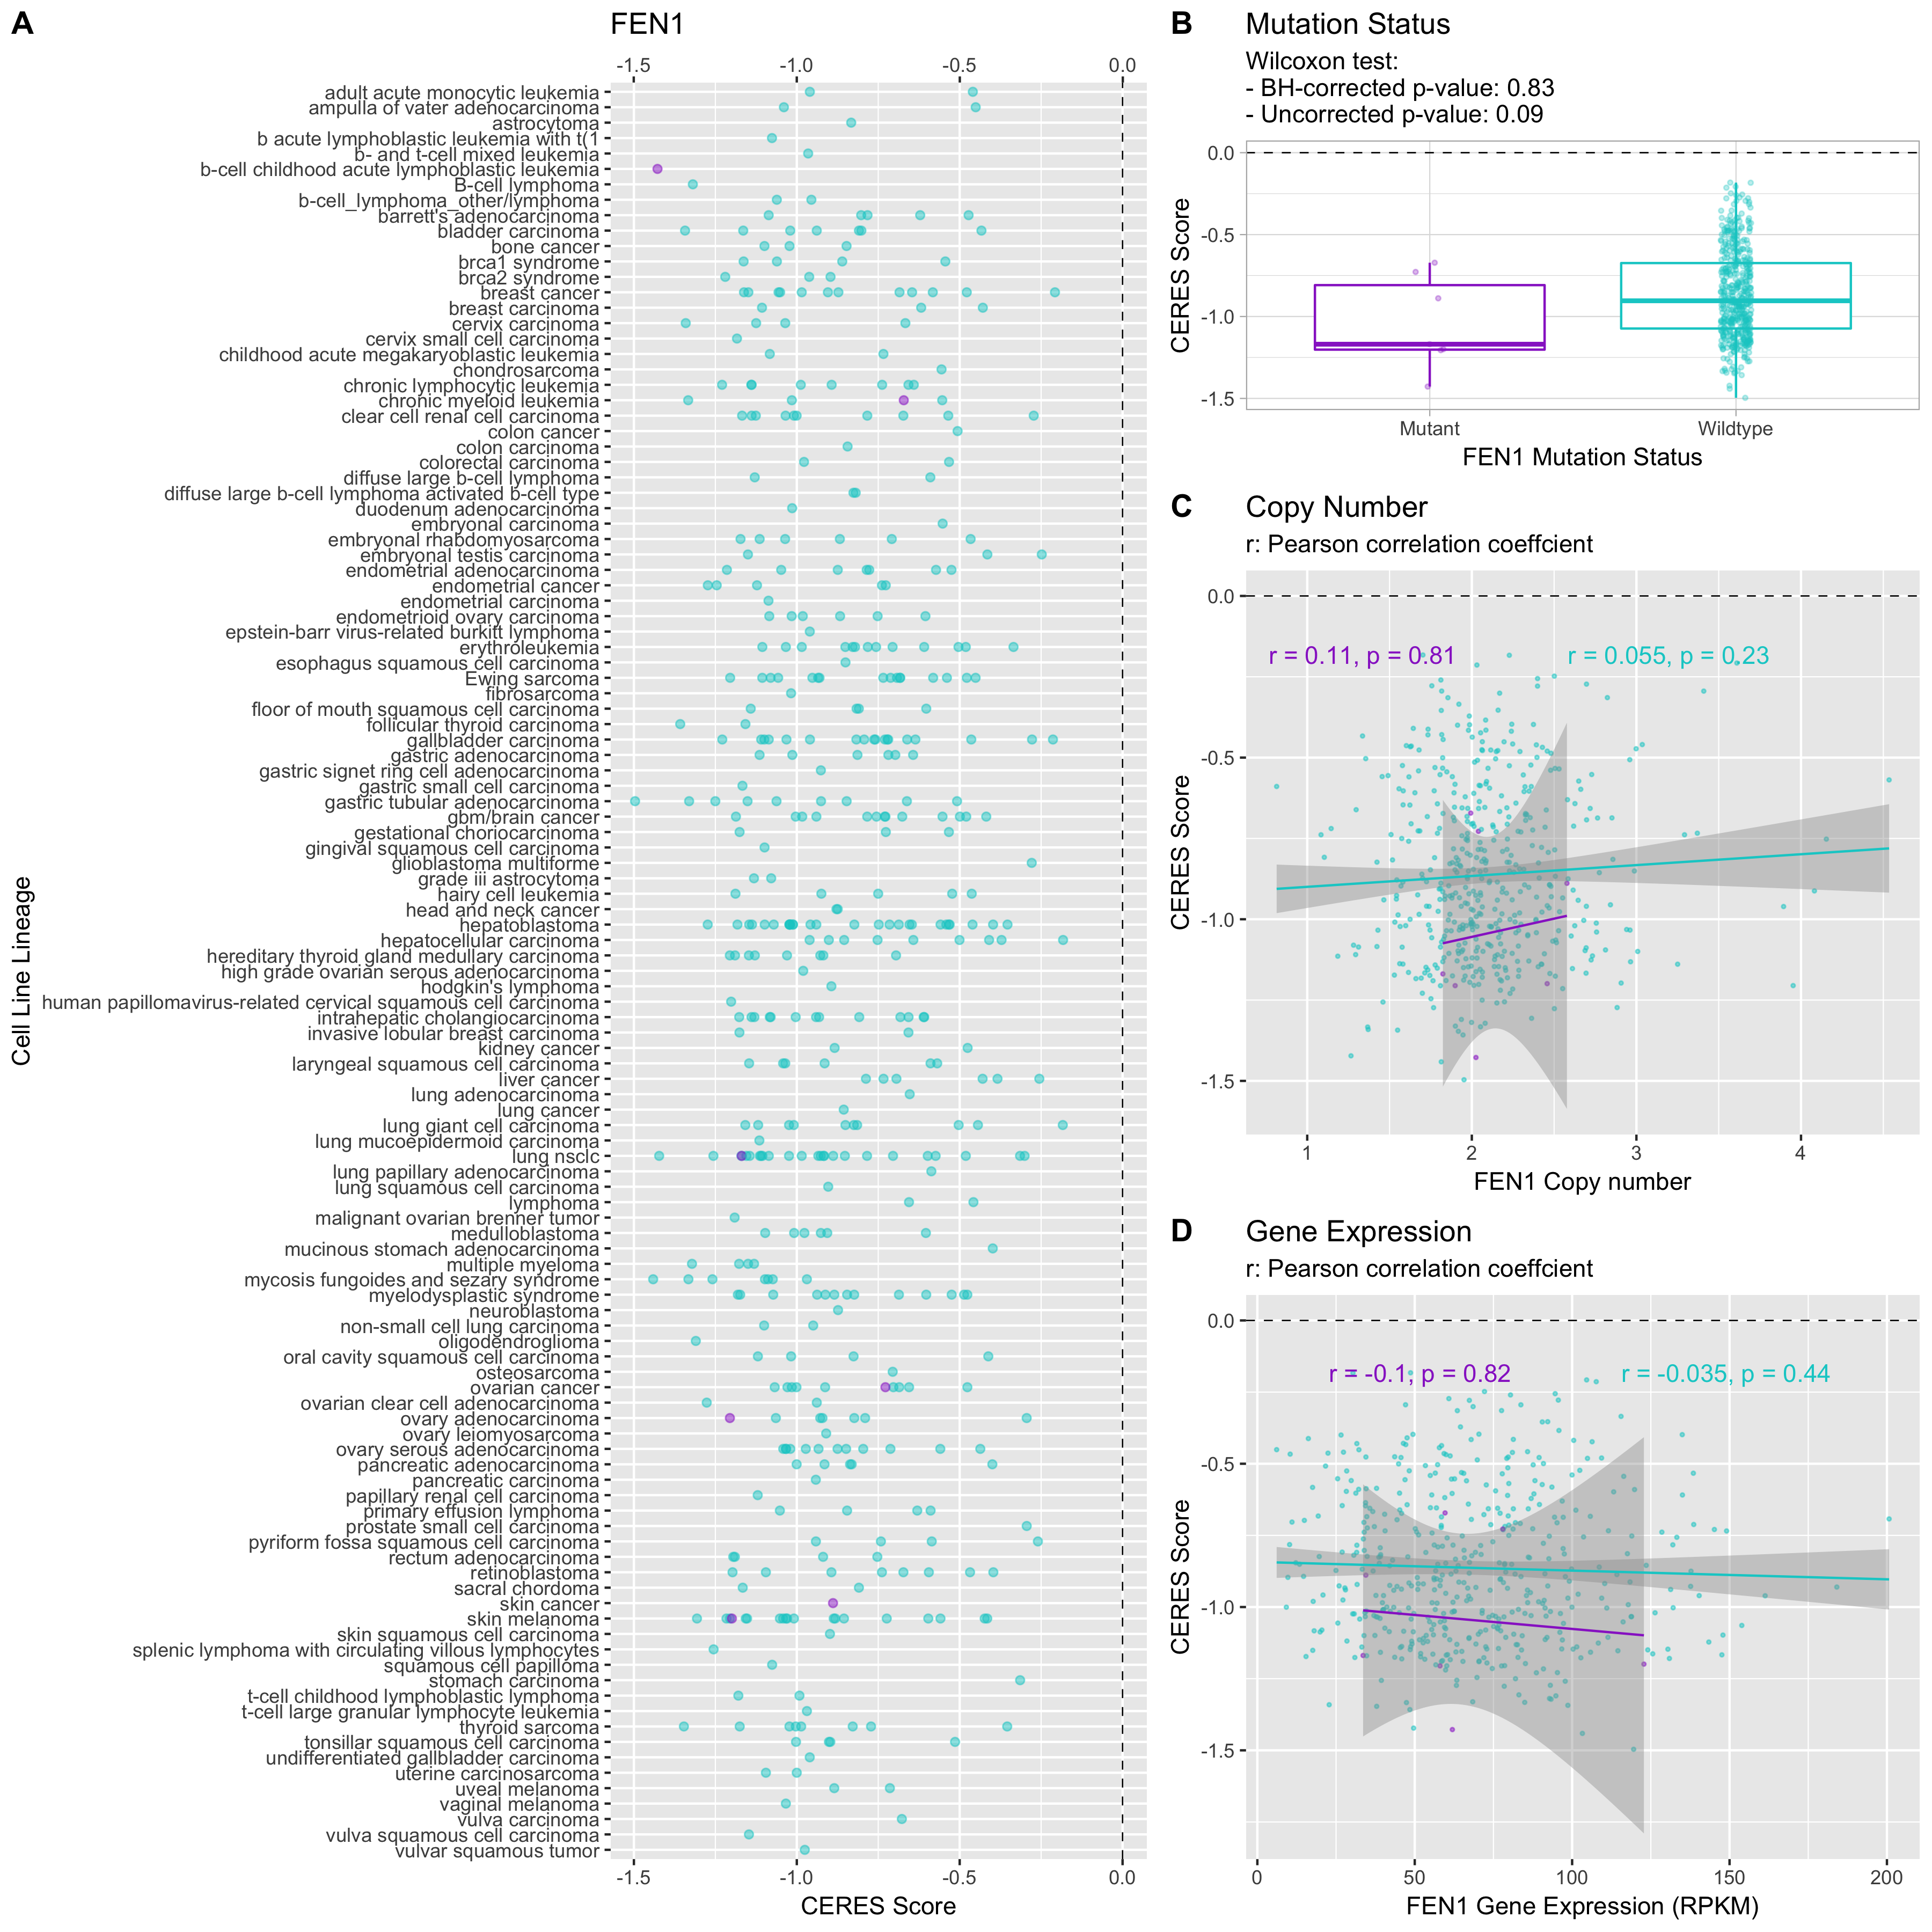 A
FEN1
-1.5 -1.0 -0.5 0.0
Cell Line Lineage
adult acute monocytic leukemia
ampulla of vater adenocarcinoma
astrocytoma
b acute lymphoblastic leukemia with t(1
b- and t-cell mixed leukemia
b-cell childhood acute lymphoblastic leukemia
B-cell lymphoma
b-cell_lymphoma_other/lymphoma
barrett's adenocarcinoma
bladder carcinoma
bone cancer
brca1 syndrome
brca2 syndrome
breast cancer
breast carcinoma
cervix carcinoma
cervix small cell carcinoma
childhood acute megakaryoblastic leukemia
chondrosarcoma
chronic lymphocytic leukemia
chronic myeloid leukemia
clear cell renal cell carcinoma
colon cancer
colon carcinoma
colorectal carcinoma
diffuse large b-cell lymphoma
diffuse large b-cell lymphoma activated b-cell type
duodenum adenocarcinoma
embryonal carcinoma
embryonal rhabdomyosarcoma
embryonal testis carcinoma
endometrial adenocarcinoma
endometrial cancer
endometrial carcinoma
endometrioid ovary carcinoma
epstein-barr virus-related burkitt lymphoma
erythroleukemia
esophagus squamous cell carcinoma
Ewing sarcoma
fibrosarcoma
floor of mouth squamous cell carcinoma
follicular thyroid carcinoma
gallbladder carcinoma
gastric adenocarcinoma
gastric signet ring cell adenocarcinoma
gastric small cell carcinoma
gastric tubular adenocarcinoma
gbm/brain cancer
gestational choriocarcinoma
gingival squamous cell carcinoma
glioblastoma multiforme
grade iii astrocytoma
hairy cell leukemia
head and neck cancer
hepatoblastoma
hepatocellular carcinoma
hereditary thyroid gland medullary carcinoma
high grade ovarian serous adenocarcinoma
hodgkin's lymphoma
human papillomavirus-related cervical squamous cell carcinoma
intrahepatic cholangiocarcinoma
invasive lobular breast carcinoma
kidney cancer
laryngeal squamous cell carcinoma
liver cancer
lung adenocarcinoma
lung cancer
lung giant cell carcinoma
lung mucoepidermoid carcinoma
lung nsclc
lung papillary adenocarcinoma
lung squamous cell carcinoma
lymphoma
malignant ovarian brenner tumor
medulloblastoma
mucinous stomach adenocarcinoma
multiple myeloma
mycosis fungoides and sezary syndrome
myelodysplastic syndrome
neuroblastoma
non-small cell lung carcinoma
oligodendroglioma
oral cavity squamous cell carcinoma
osteosarcoma
ovarian cancer
ovarian clear cell adenocarcinoma
ovary adenocarcinoma
ovary leiomyosarcoma
ovary serous adenocarcinoma
pancreatic adenocarcinoma
pancreatic carcinoma
papillary renal cell carcinoma
primary effusion lymphoma
prostate small cell carcinoma
pyriform fossa squamous cell carcinoma
rectum adenocarcinoma
retinoblastoma
sacral chordoma
skin cancer
skin melanoma
skin squamous cell carcinoma
splenic lymphoma with circulating villous lymphocytes
squamous cell papilloma
stomach carcinoma
t-cell childhood lymphoblastic lymphoma
t-cell large granular lymphocyte leukemia
thyroid sarcoma
tonsillar squamous cell carcinoma
undifferentiated gallbladder carcinoma
uterine carcinosarcoma
uveal melanoma
vaginal melanoma
vulva carcinoma
vulva squamous cell carcinoma
vulvar squamous tumor
-1.5 -1.0 -0.5 0.0
CERES Score
B
Mutation Status
Wilcoxon test:
- BH-corrected p-value: 0.83
- Uncorrected p-value: 0.09
CERES Score
0.0
-0.5
-1.0
-1.5
Mutant Wildtype
FEN1 Mutation Status
C
Copy Number
r: Pearson correlation coeffcient
CERES Score
0.0
-0.5
-1.0
-1.5
r = 0.11, p = 0.81
r = 0.055, p = 0.23
1 2 3 4
FEN1 Copy number
D
Gene Expression
r: Pearson correlation coeffcient
CERES Score
0.0
-0.5
-1.0
-1.5
r = -0.1, p = 0.82
r = -0.035, p = 0.44
0 50 100 150 200
FEN1 Gene Expression (RPKM)